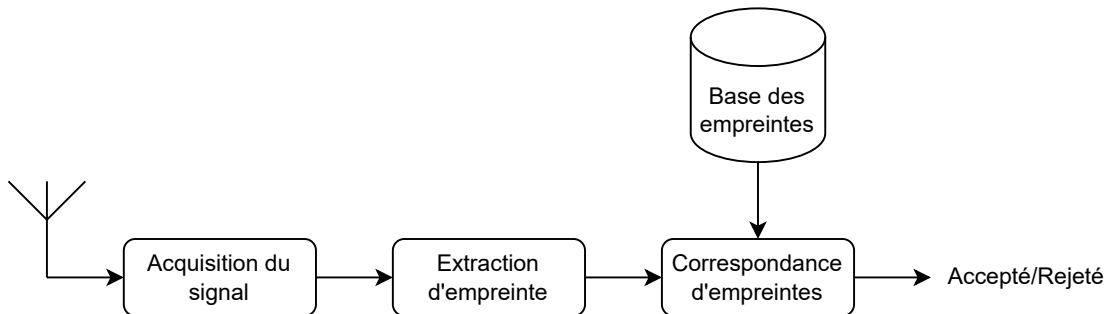 Base des
empreintes
Acquisition du
signal
Extraction
d'empreinte
Correspondance
d'empreintes
Accepté/Rejeté